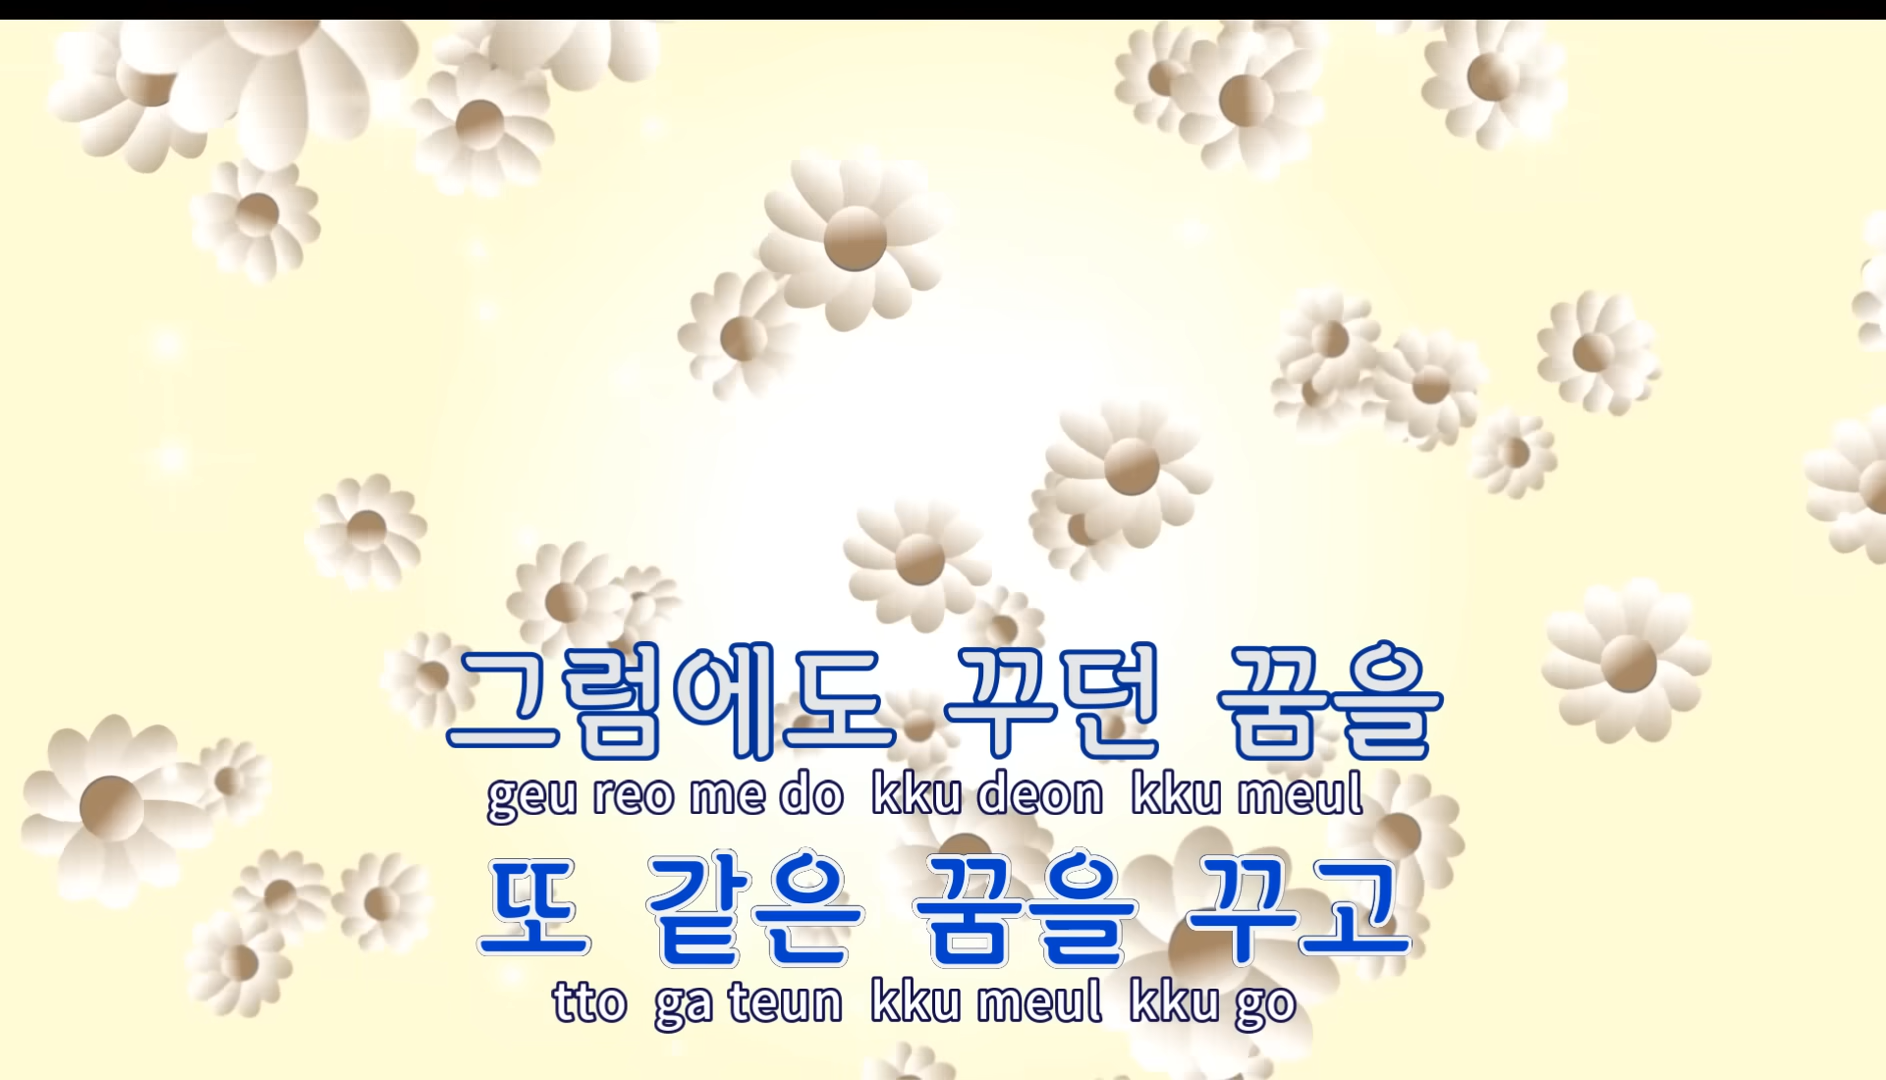 그럼에도 꾸던 꿈을
geu reo me do kku deon kku meul
또 같은 꿈을 꾸고
tto ga teun kku meul kku go